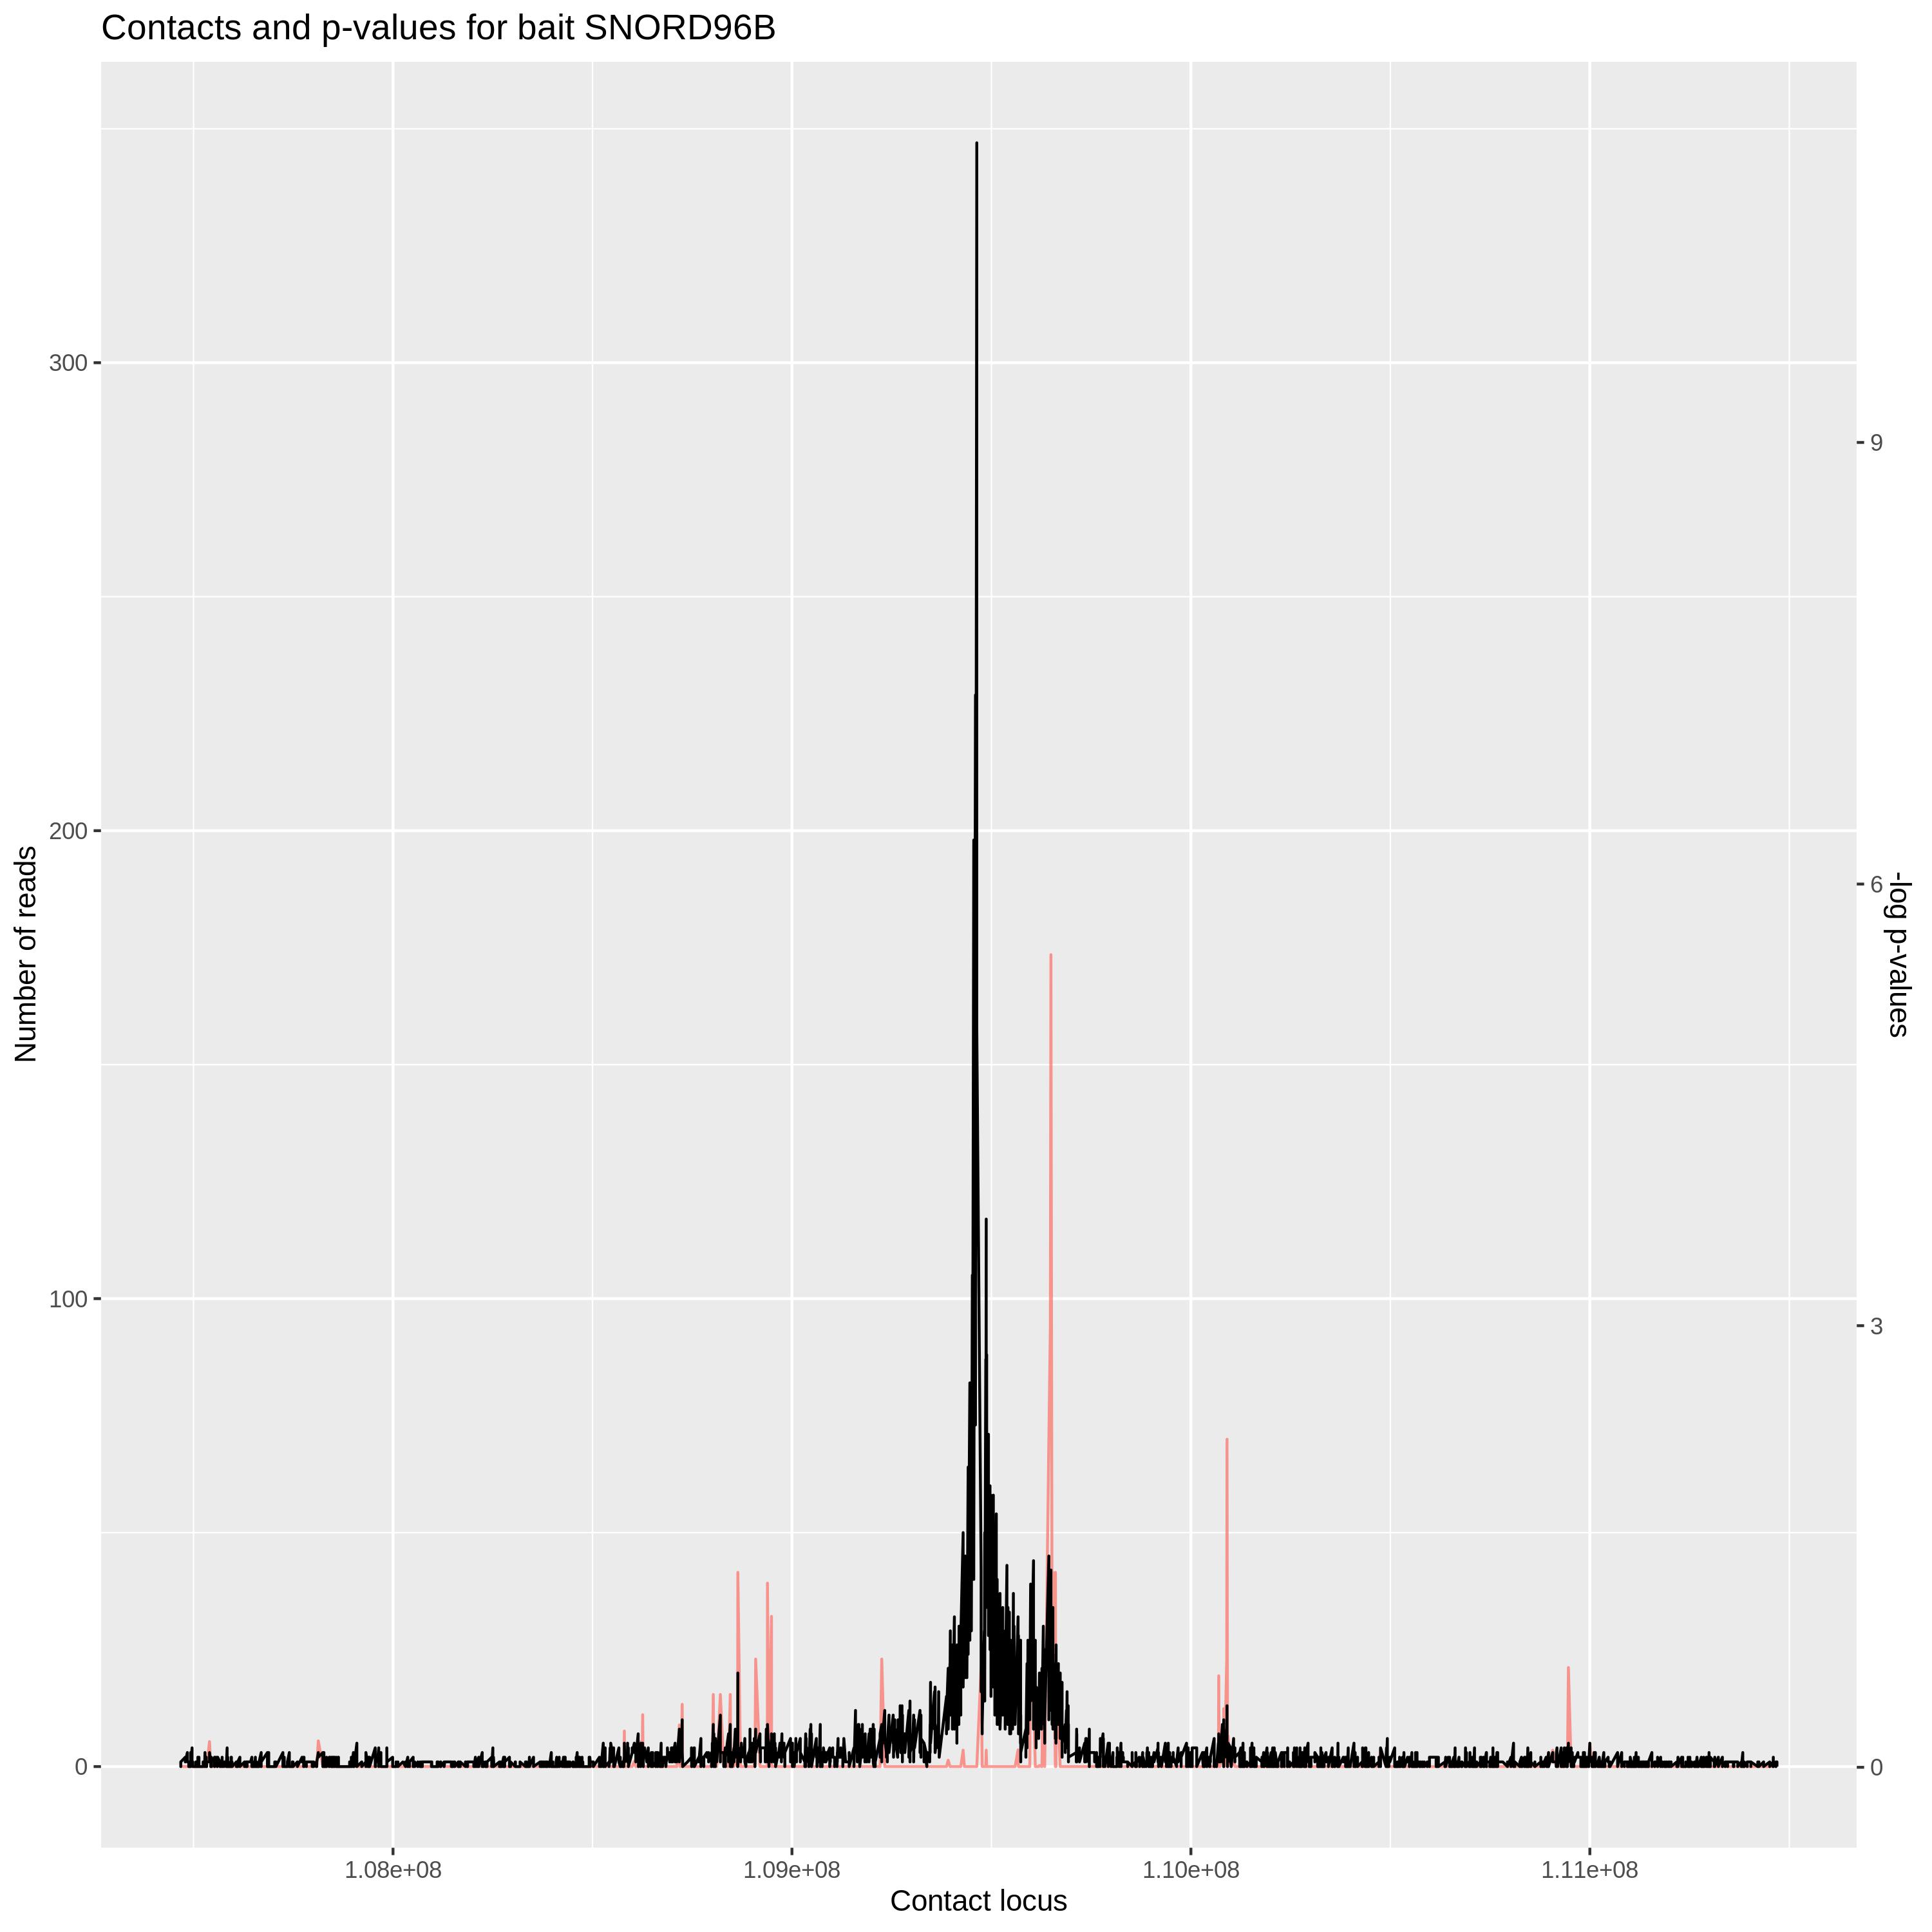 Contacts and p-values for bait SNORD96B
300
200
100
0
Number of reads
9
6
3
0
-log p-values
1.08e+08
1.09e+08
1.10e+08
1.11e+08
Contact locus